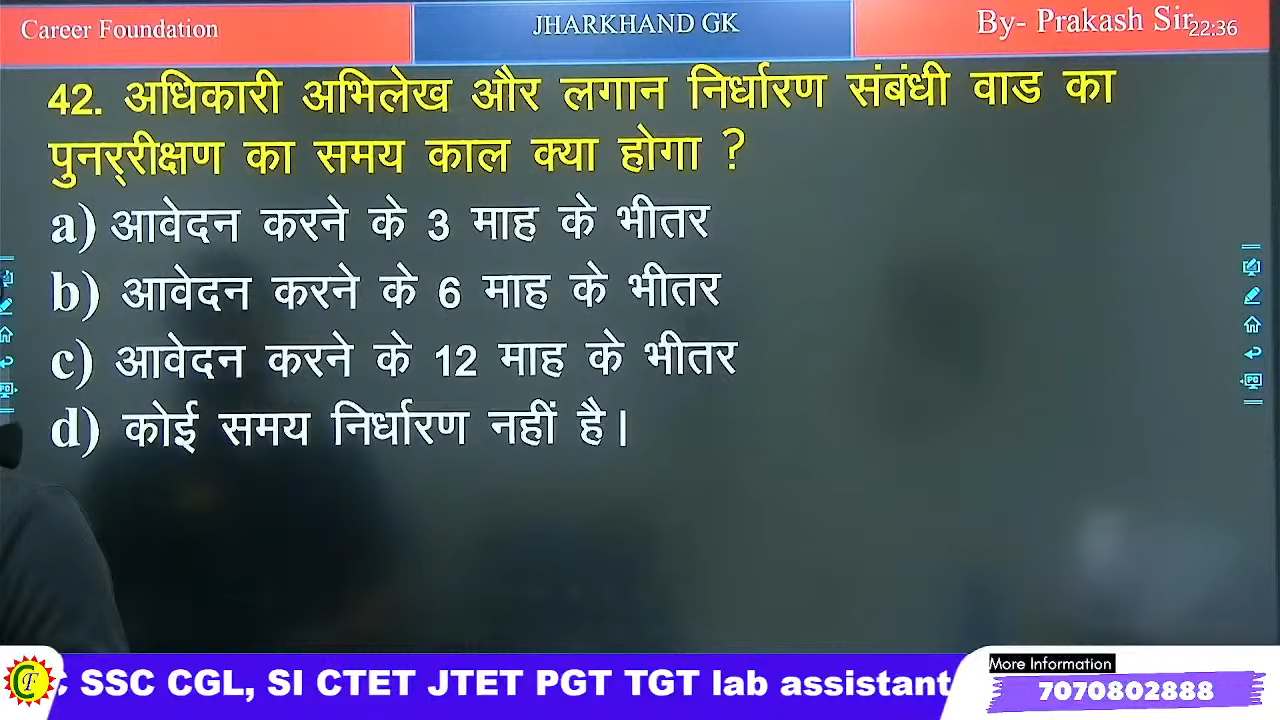 Career Foundation
JHARKHAND GK
By- Prakash Sir
22:36
42. अधिकारी अभिलेख और लगान निर्धारण संबंधी वाड का
पुनर्रीक्षण का समय काल क्या होगा ?
a) आवेदन करने के 3 माह के भीतर
b) आवेदन करने के 6 माह के भीतर
c) आवेदन करने के 12 माह के भीतर
d) कोई समय निर्धारण नहीं है।
SSC CGL, SI CTET JTET PGT TGT lab assistant
More Information
7070802888